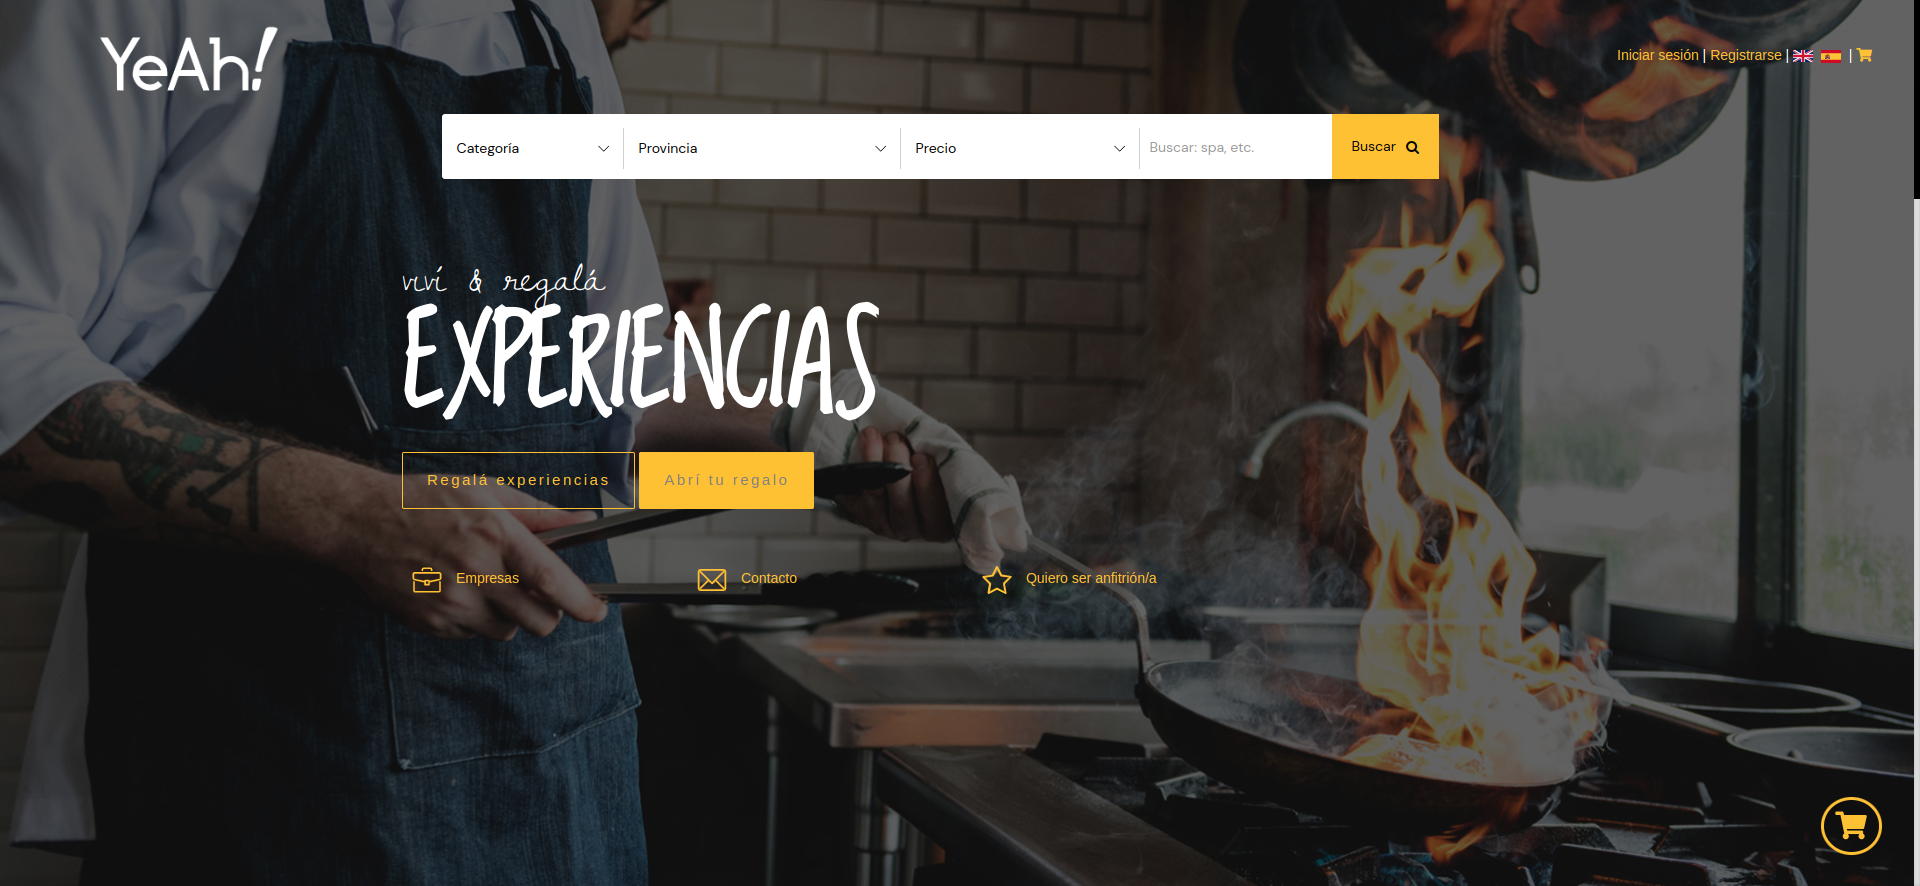 YeAh!
Iniciar sesión | Registrarse | |
Categoría Provincia Precio Buscar: spa, etc. Buscar
viví & regalá
EXPERIENCIAS
Regalá experiencias Abrí tu regalo
Empresas Contacto Quiero ser anfitrión/a